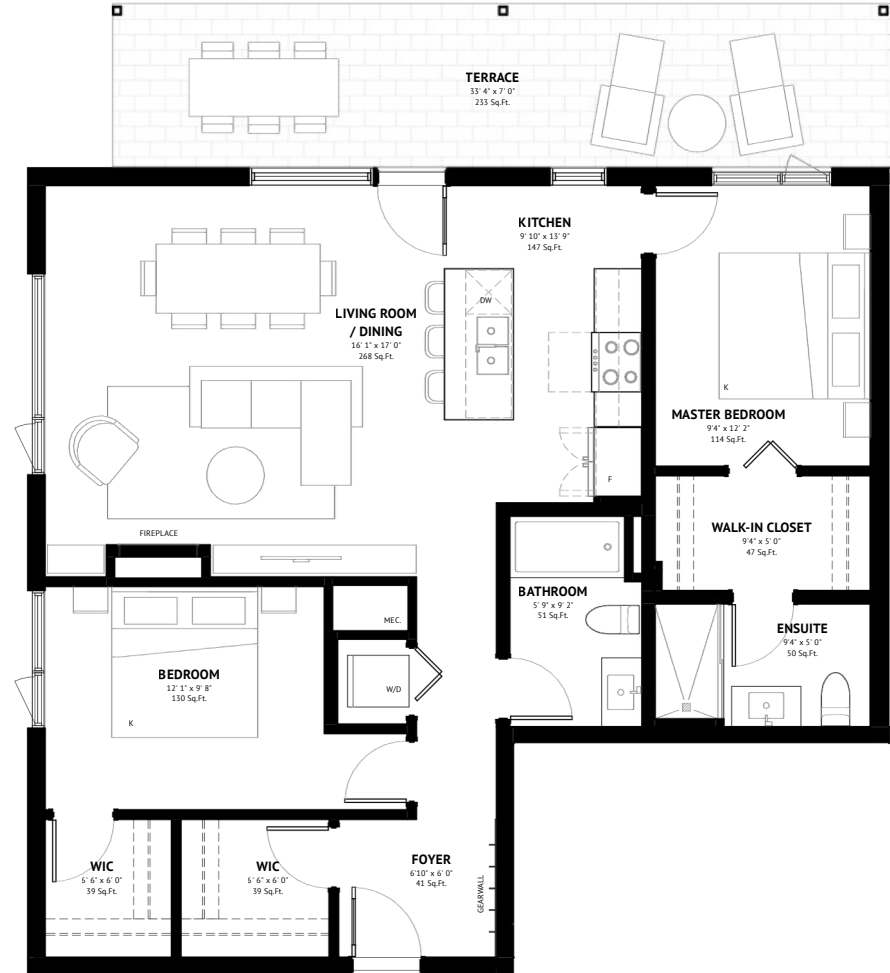 TERRACE
33' 4" x 7' 0"
233 Sq.Ft.
KITCHEN
9' 10" x 13' 9"
147 Sq.Ft.
LIVING ROOM
/ DINING
16' 1" x 17' 0"
268 Sq.Ft.
DW
K
MASTER BEDROOM
9'4" x 12' 2"
114 Sq.Ft.
F
FIREPLACE
WALK-IN CLOSET
9'4" x 5' 0"
47 Sq.Ft.
BATHROOM
5' 9" x 9' 2"
51 Sq.Ft.
MEC.
ENSUITE
9'4" x 5' 0"
50 Sq.Ft.
BEDROOM
12' 1" x 9' 8"
130 Sq.Ft.
W/D
K
WIC
6' 6" x 6' 0"
39 Sq.Ft.
WIC
6' 6" x 6' 0"
39 Sq.Ft.
FOYER
6'10" x 6' 0"
41 Sq.Ft.
GEARWALL